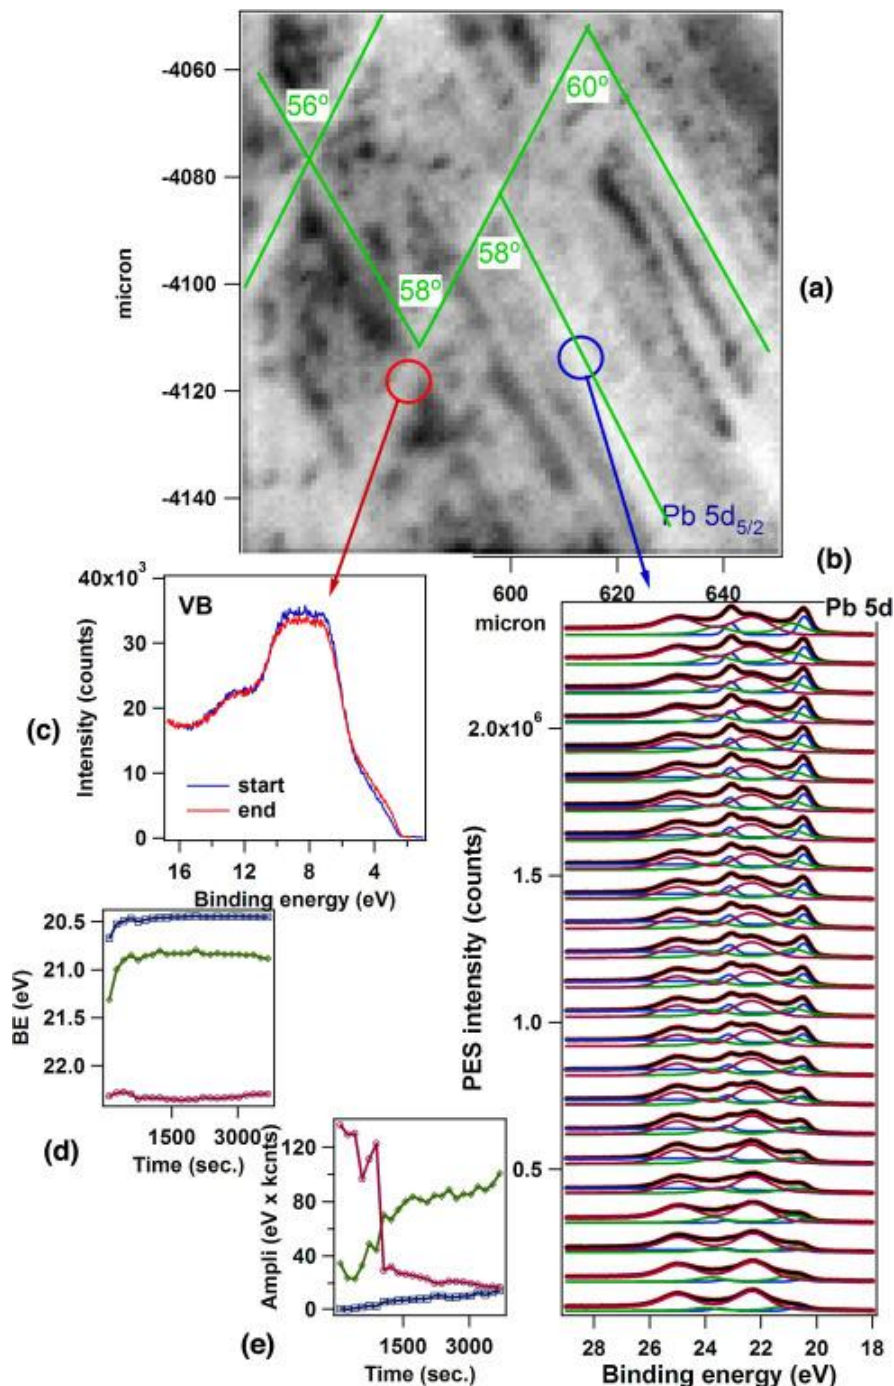 -4060
-4080
-4100
-4120
-4140
micron
56º
60º
58º
58º
(a)
Pb 5d5/2
600
620
640
micron
(b)
Pb 5d
2.0x10⁶
1.5
1.0
0.5
PES intensity (counts)
28
26
24
22
20
18
Binding energy (eV)
40x10³
30
20
10
0
Intensity (counts)
VB
(c)
start
end
16
12
8
4
Binding energy (eV)
20.5
21.0
21.5
22.0
BE (eV)
1500
3000
(d)
Time (sec.)
120
80
40
0
Ampli (eV x kcnts)
1500
3000
(e)
Time (sec.)